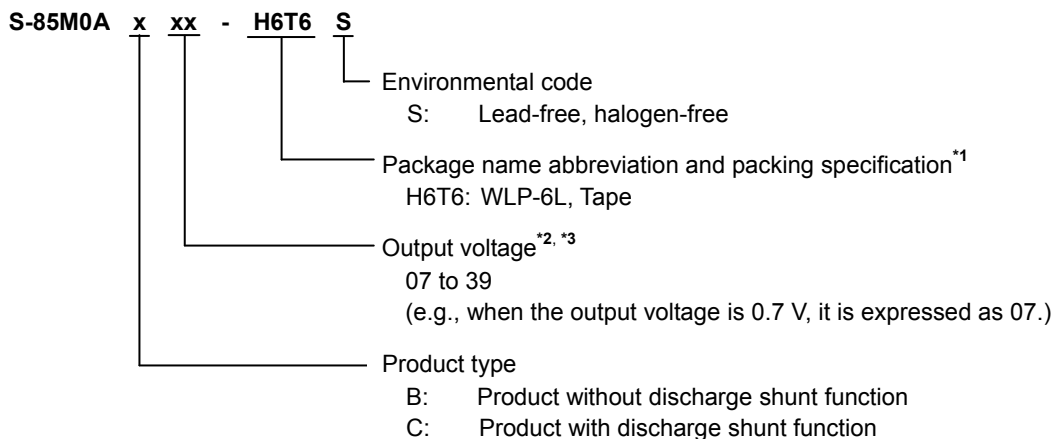 S-85M0A x xx - H6T6 S
Environmental code
S: Lead-free, halogen-free
Package name abbreviation and packing specification*1
H6T6: WLP-6L, Tape
Output voltage*2, *3
07 to 39
(e.g., when the output voltage is 0.7 V, it is expressed as 07.)
Product type
B: Product without discharge shunt function
C: Product with discharge shunt function